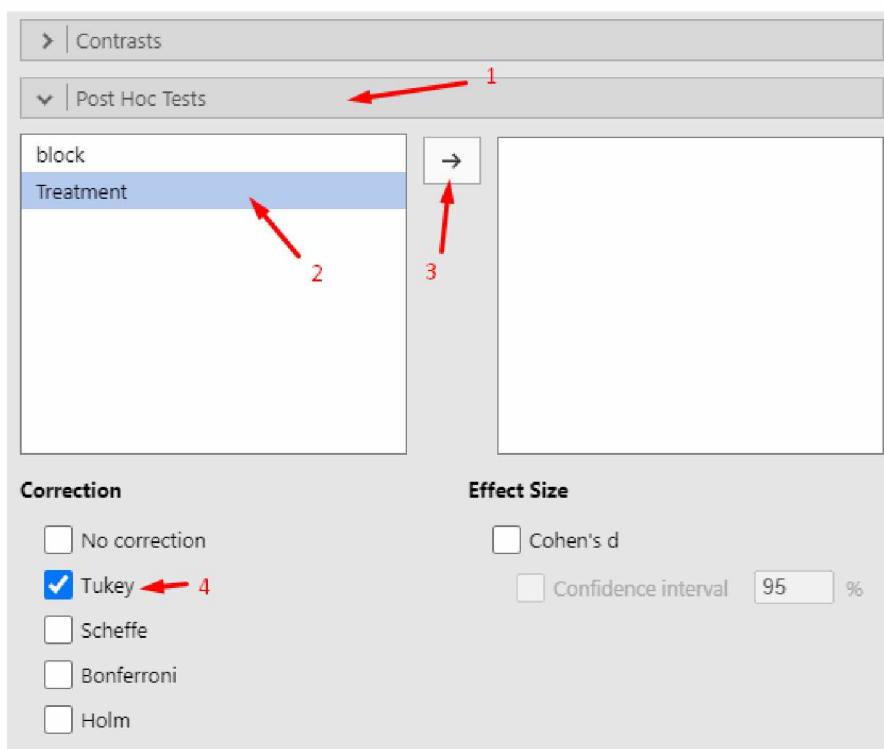 Contrasts
1
Post Hoc Tests
block
Treatment
2
3
Correction
Effect Size
No correction
Cohen's d
Tukey 4
Confidence interval 95 %
Scheffe
Bonferroni
Holm